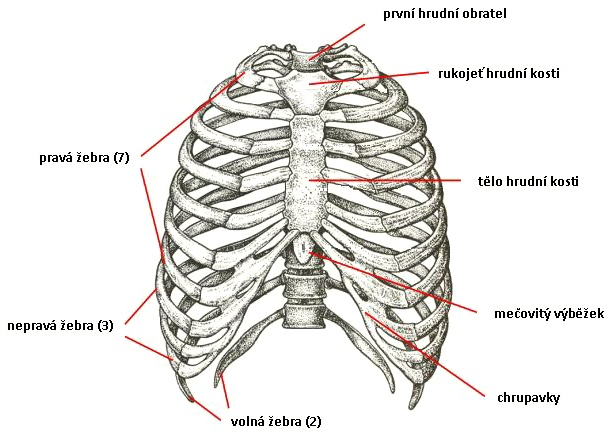 první hrudní obratel
rukojeť hrudní kosti
pravá žebra (7)
tělo hrudní kosti
mečovitý výběžek
nepravá žebra (3)
chrupavky
volná žebra (2)